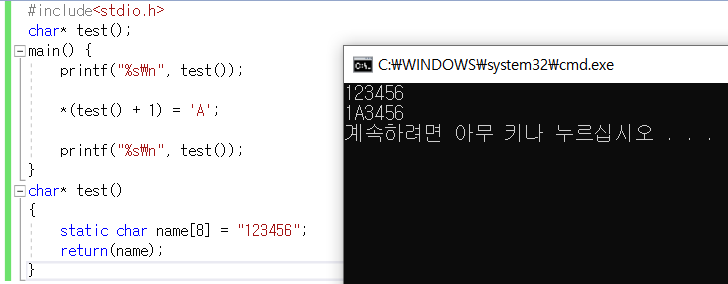 #include<stdio.h>
char* test();
main() {
printf("%s₩n", test());
*(test() + 1) = 'A';
printf("%s₩n", test());
}
char* test()
{
static char name[8] = "123456";
return(name);
}
C:₩WINDOWS₩system32₩cmd.exe
123456
1A3456
계속하려면 아무 키나 누르십시오 . . .